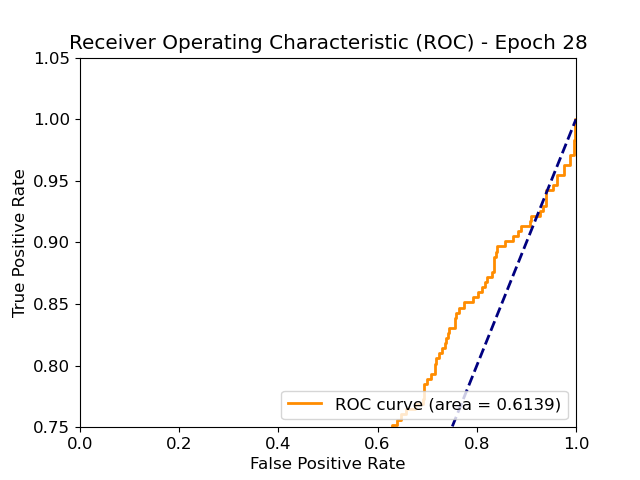 Receiver Operating Characteristic (ROC) - Epoch 28
1.05
1.00
0.95
0.90
0.85
0.80
0.75
True Positive Rate
ROC curve (area = 0.6139)
0.0 0.2 0.4 0.6 0.8 1.0
False Positive Rate